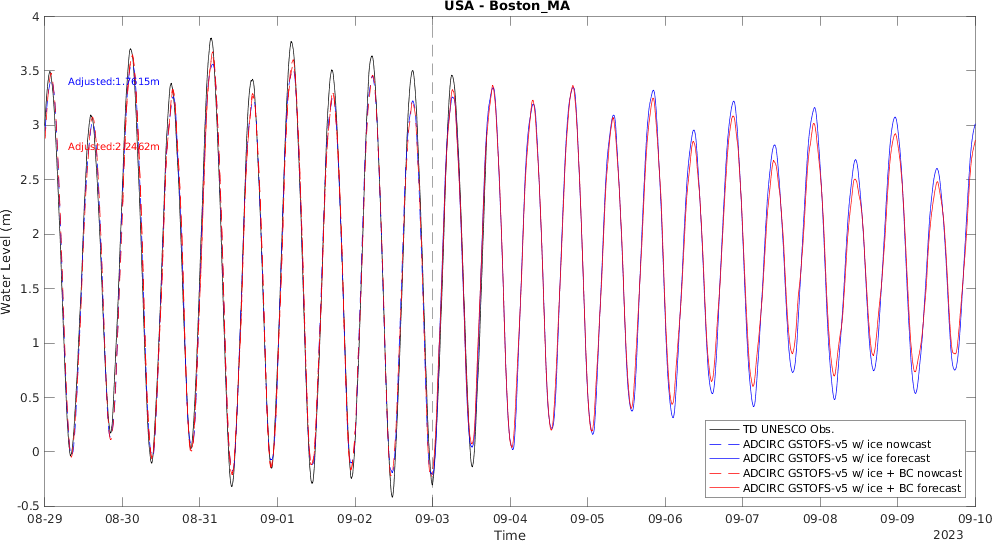 USA - Boston_MA
4
3.5
3
2.5
2
1.5
1
0.5
0
-0.5
Water Level (m)
Adjusted:1.7615m
Adjusted:2.2462m
TD UNESCO Obs.
ADCIRC GSTOFS-v5 w/ ice nowcast
ADCIRC GSTOFS-v5 w/ ice forecast
ADCIRC GSTOFS-v5 w/ ice + BC nowcast
ADCIRC GSTOFS-v5 w/ ice + BC forecast
08-29 08-30 08-31 09-01 09-02 09-03 09-04 09-05 09-06 09-07 09-08 09-09 09-10
Time
2023